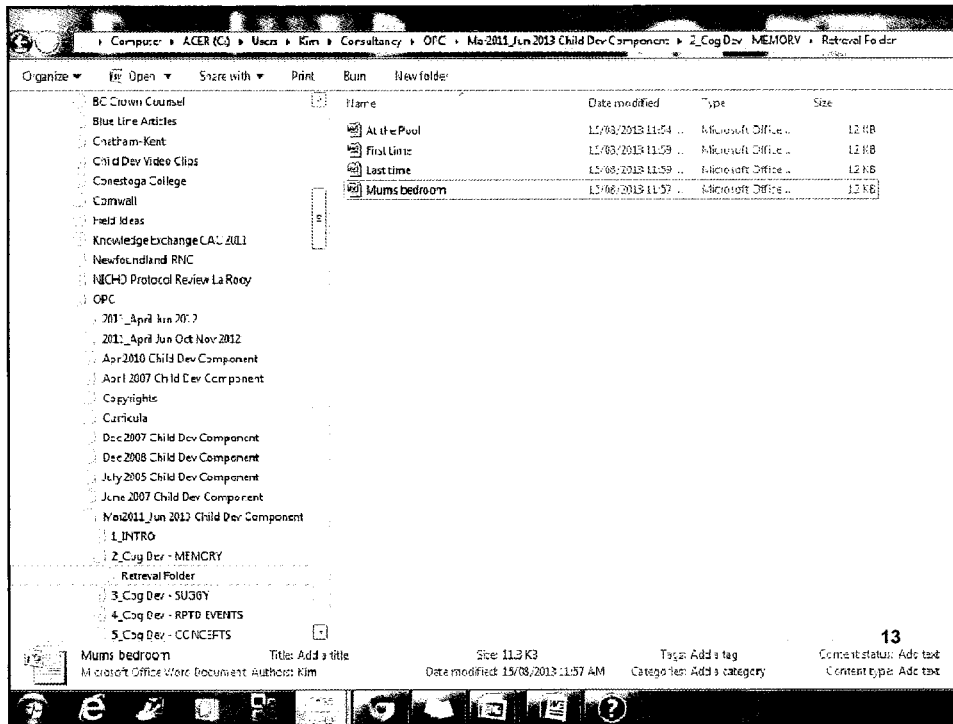 Computer ▸ ACER (C:) ▸ Users ▸ Kim ▸ Consultancy ▸ OPC ▸ Mar2011_Jun 2013 Child Dev Component ▸ 2_Cog Dev - MEMORY ▸ Retreval Folder
Organize Open Share with Print Burn New folder
BC Crown Counsel
Blue Line Articles
Chatham-Kent
Child Dev Video Clips
Conestoga College
Cornwall
Field Ideas
Knowledge Exchange CAC 2011
Newfoundland RNC
NICHD Protocol Review La Rooy
OPC
2011_April Jun 2012
2011_April Jun Oct Nov 2012
Apr 2010 Child Dev Component
April 2007 Child Dev Component
Copyrights
Curricula
Dec 2007 Child Dev Component
Dec 2008 Child Dev Component
July 2005 Child Dev Component
June 2007 Child Dev Component
Mar2011_Jun 2013 Child Dev Component
1_INTRO
2_Cog Dev - MEMORY
Retreval Folder
3_Cog Dev - SUGGY
4_Cog Dev - RPTD EVENTS
5_Cog Dev - CONCEPTS
Name Date modified Type Size
At the Pool 15/08/2013 11:54 ... Microsoft Office ... 12 KB
First time 15/08/2013 11:59 ... Microsoft Office ... 12 KB
Last time 15/08/2013 11:59 ... Microsoft Office ... 12 KB
Mums bedroom 15/08/2013 11:57 ... Microsoft Office ... 12 KB
13
Mums bedroom Title: Add a title Size: 11.3 KB Tags: Add a tag Content status: Add text
Microsoft Office Word Document Authors: Kim Date modified: 15/08/2013 11:57 AM Categories: Add a category Content type: Add text